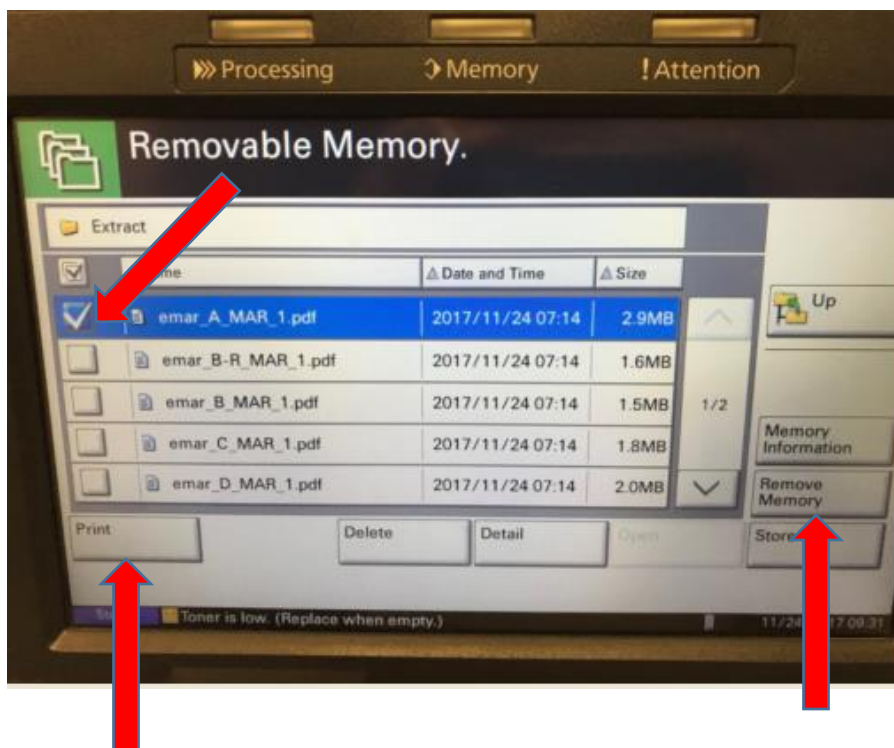 Processing Memory ! Attention
Removable Memory.
Extract
Date and Time Size
emar_A_MAR_1.pdf 2017/11/24 07:14 2.9MB
Up
emar_B-R_MAR_1.pdf 2017/11/24 07:14 1.6MB
emar_B_MAR_1.pdf 2017/11/24 07:14 1.5MB 1/2
emar_C_MAR_1.pdf 2017/11/24 07:14 1.8MB
Memory
Information
emar_D_MAR_1.pdf 2017/11/24 07:14 2.0MB
Remove
Memory
Print Delete Detail Open Store
Toner is low. (Replace when empty.) 09:31